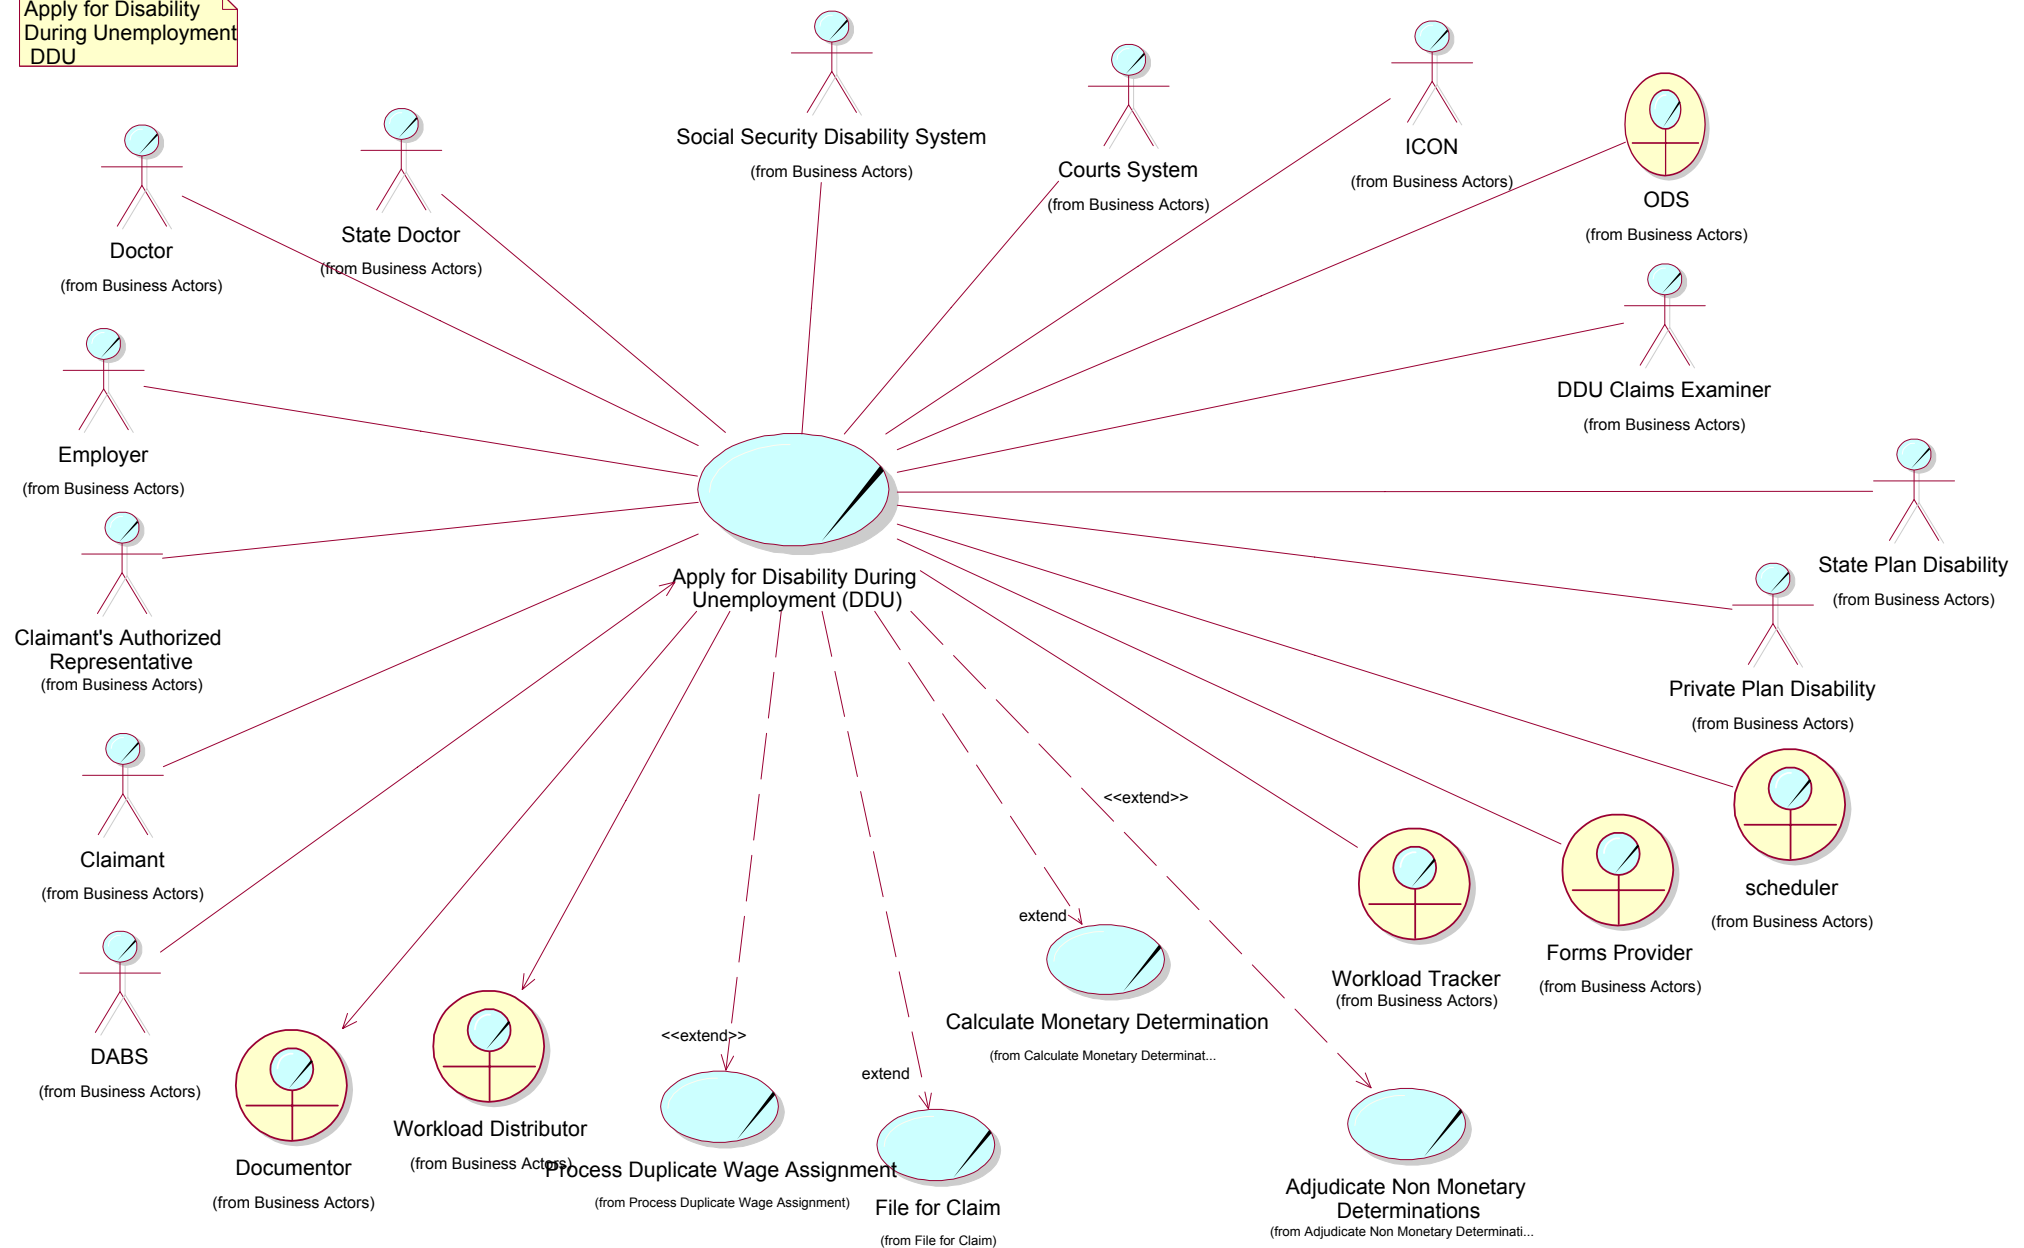 Apply for Disability
During Unemployment
DDU
Social Security Disability System
(from Business Actors)
Courts System
(from Business Actors)
ICON
(from Business Actors)
ODS
(from Business Actors)
Doctor
(from Business Actors)
State Doctor
(from Business Actors)
DDU Claims Examiner
(from Business Actors)
Employer
(from Business Actors)
State Plan Disability
(from Business Actors)
Apply for Disability During
Unemployment (DDU)
Claimant's Authorized
Representative
(from Business Actors)
Private Plan Disability
(from Business Actors)
Claimant
(from Business Actors)
<<extend>>
scheduler
(from Business Actors)
extend
Forms Provider
(from Business Actors)
Workload Tracker
(from Business Actors)
Calculate Monetary Determination
(from Calculate Monetary Determinat...
DABS
(from Business Actors)
<<extend>>
extend
Workload Distributor
(from Business Actors)
Documentor
(from Business Actors)
Process Duplicate Wage Assignment
(from Process Duplicate Wage Assignment)
File for Claim
(from File for Claim)
Adjudicate Non Monetary
Determinations
(from Adjudicate Non Monetary Determinati...